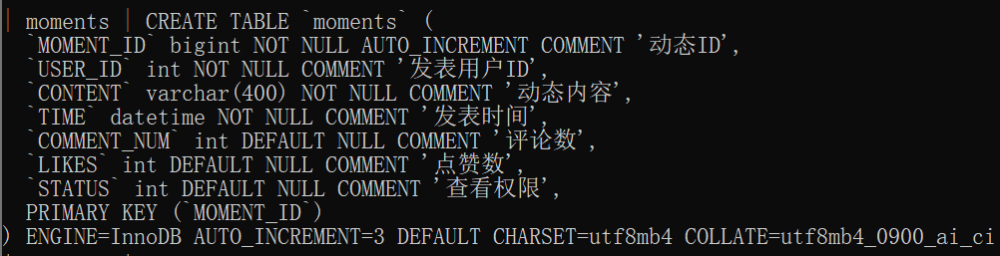 | moments | CREATE TABLE `moments` (
`MOMENT_ID` bigint NOT NULL AUTO_INCREMENT COMMENT '动态ID',
`USER_ID` int NOT NULL COMMENT '发表用户ID',
`CONTENT` varchar(400) NOT NULL COMMENT '动态内容',
`TIME` datetime NOT NULL COMMENT '发表时间',
`COMMENT_NUM` int DEFAULT NULL COMMENT '评论数',
`LIKES` int DEFAULT NULL COMMENT '点赞数',
`STATUS` int DEFAULT NULL COMMENT '查看权限',
PRIMARY KEY (`MOMENT_ID`)
) ENGINE=InnoDB AUTO_INCREMENT=3 DEFAULT CHARSET=utf8mb4 COLLATE=utf8mb4_0900_ai_ci